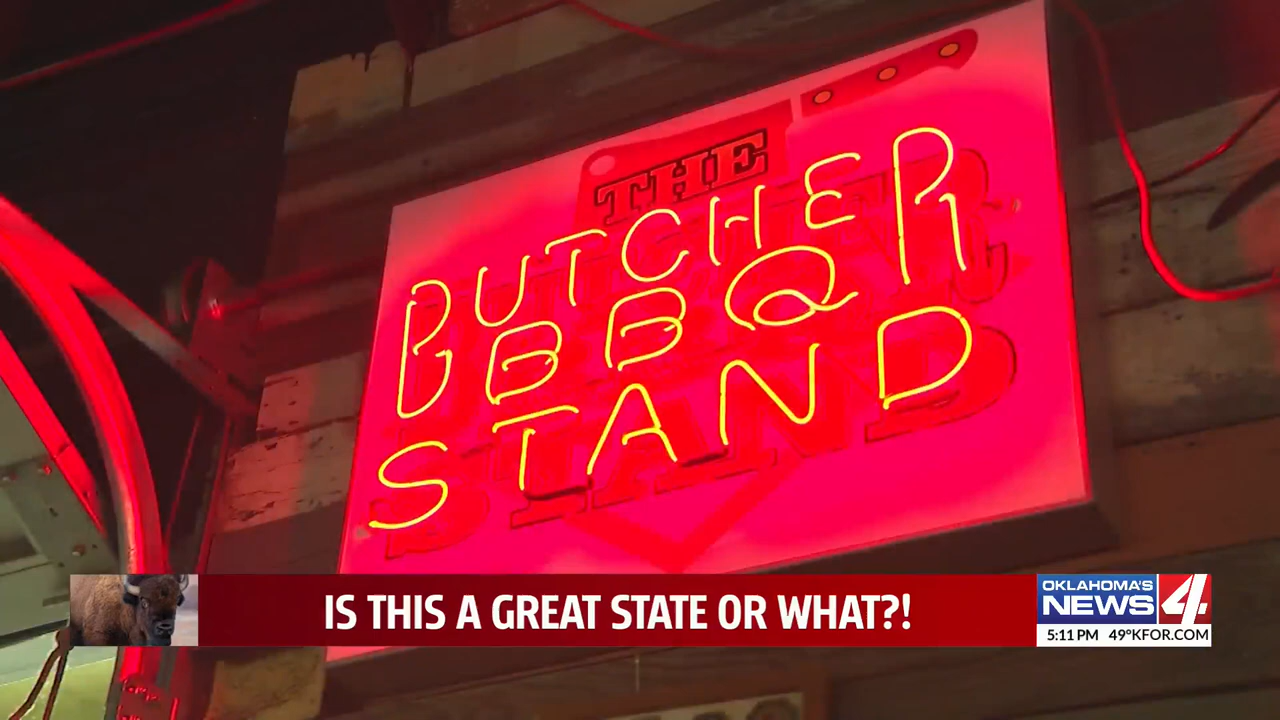 THE
BUTCHER
BBQ
STAND
IS THIS A GREAT STATE OR WHAT?!
OKLAHOMA'S
NEWS 4
5:11 PM 49°KFOR.COM